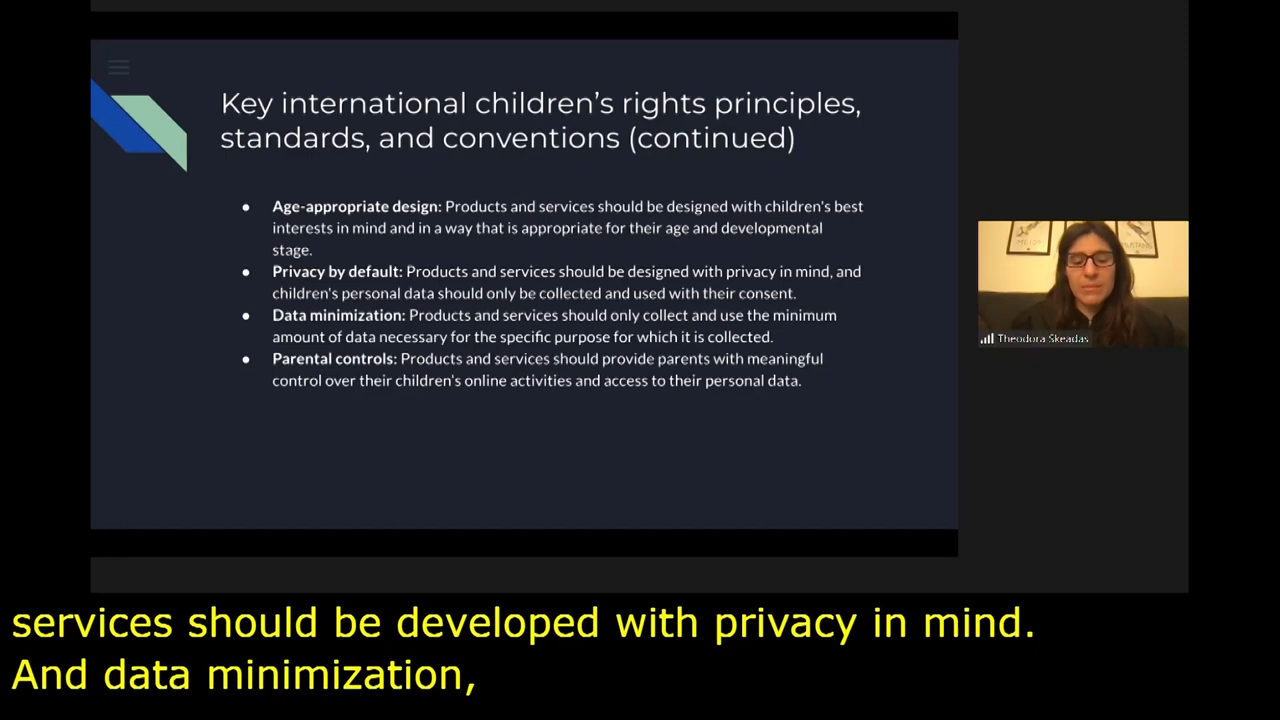 Key international children's rights principles,
standards, and conventions (continued)
● Age-appropriate design: Products and services should be designed with children's best
interests in mind and in a way that is appropriate for their age and developmental
stage.
● Privacy by default: Products and services should be designed with privacy in mind, and
children's personal data should only be collected and used with their consent.
● Data minimization: Products and services should only collect and use the minimum
amount of data necessary for the specific purpose for which it is collected.
● Parental controls: Products and services should provide parents with meaningful
control over their children's online activities and access to their personal data.
Theodora Skeadas
services should be developed with privacy in mind.
And data minimization,